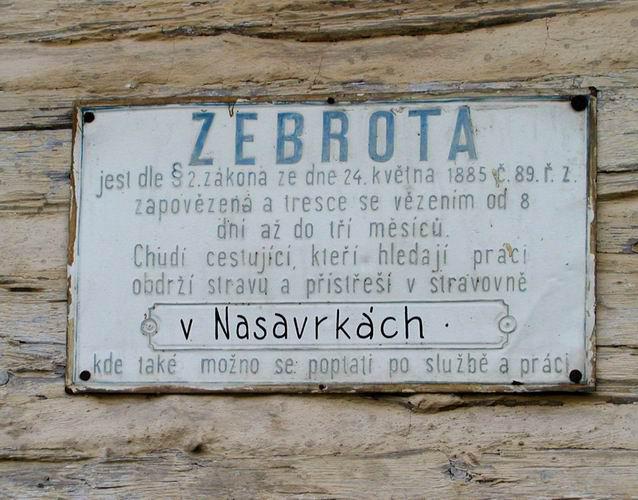 ŽEBROTA
jest dle § 2. zákona ze dne 24. května 1885 č. 89. ř. z.
zapovězená a tresce se vězením od 8
dní až do tří měsíců.
Chudí cestující, kteří hledají práci
obdrží stravu a přístřeší v stravovně
v Nasavrkách.
kde také možno se poptati po službě a práci